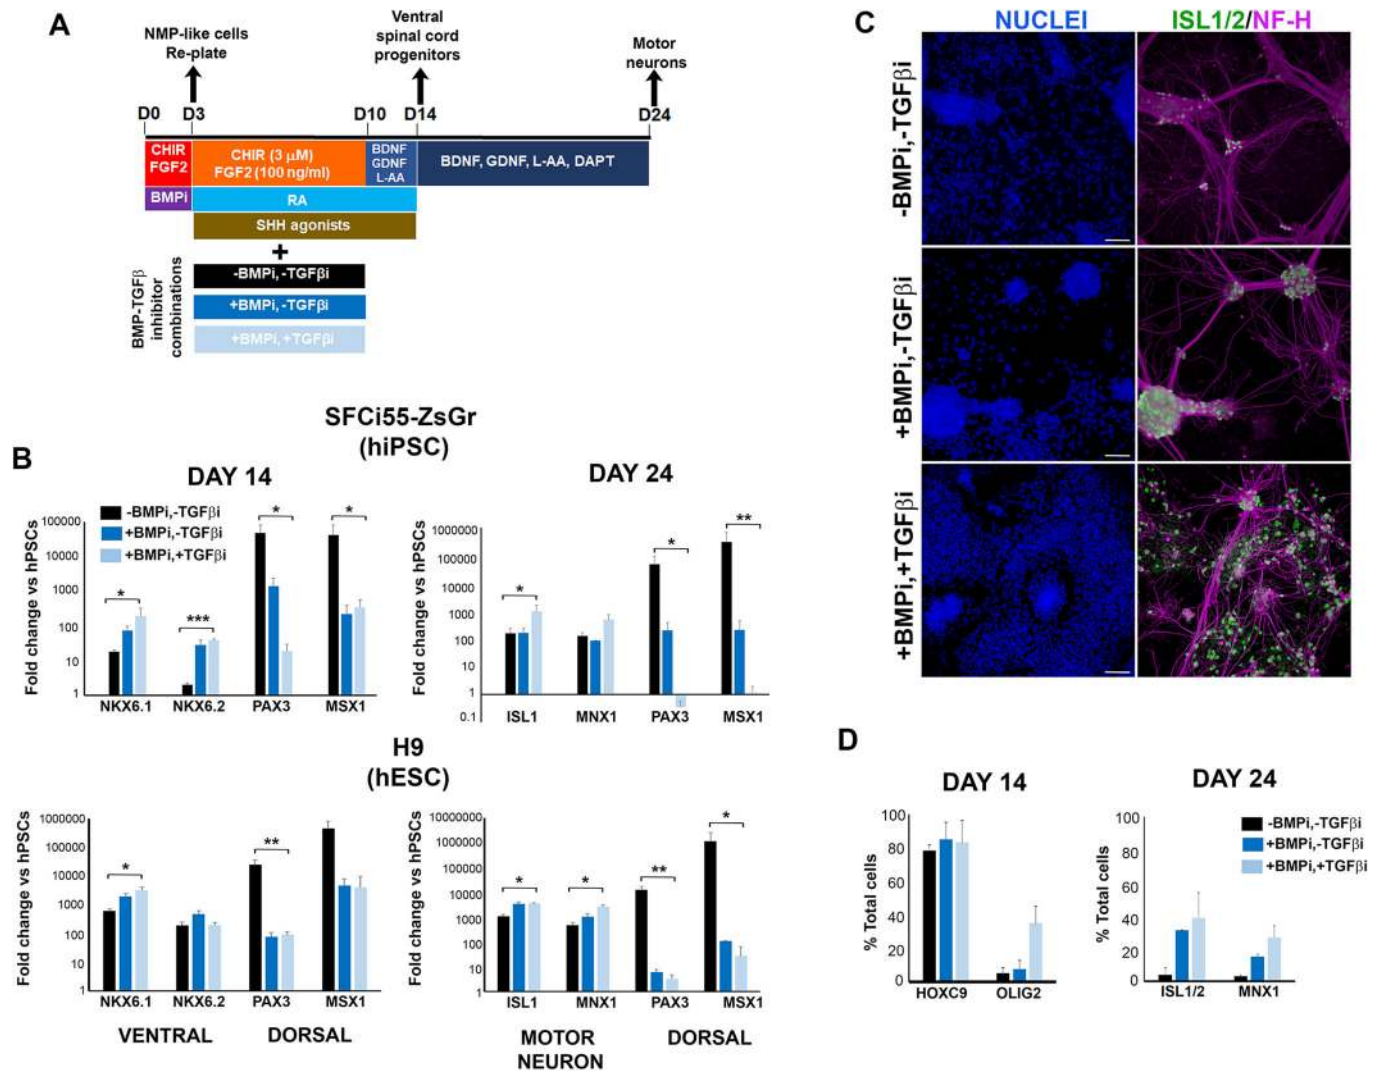 A
NMP-like cells
Re-plate
Ventral
spinal cord
progenitors
Motor
neurons
D0
D3
D10
D14
D24
CHIR
FGF2
CHIR (3 µM)
FGF2 (100 ng/ml)
BDNF
GDNF
L-AA
BDNF, GDNF, L-AA, DAPT
BMPi
RA
SHH agonists
+
BMP-TGFβ
inhibitor
combinations
-BMPi, -TGFβi
+BMPi, -TGFβi
+BMPi, +TGFβi
SFCi55-ZsGr
(hiPSC)
B
DAY 14
Fold change vs hPSCs
100000
10000
1000
100
10
1
-BMPi,-TGFβi
+BMPi,-TGFβi
+BMPi,+TGFβi
*
***
*
*
NKX6.1
NKX6.2
PAX3
MSX1
DAY 24
Fold change vs hPSCs
1000000
100000
10000
1000
100
10
1
0.1
*
*
**
ISL1
MNX1
PAX3
MSX1
H9
(hESC)
Fold change vs hPSCs
1000000
100000
10000
1000
100
10
1
*
**
NKX6.1
NKX6.2
PAX3
MSX1
VENTRAL
DORSAL
Fold change vs hPSCs
10000000
1000000
100000
10000
1000
100
10
1
*
*
**
*
ISL1
MNX1
PAX3
MSX1
MOTOR
NEURON
DORSAL
C
NUCLEI
ISL1/2/NF-H
-BMPi,-TGFβi
+BMPi,-TGFβi
+BMPi,+TGFβi
D
DAY 14
% Total cells
100
80
60
40
20
0
HOXC9
OLIG2
DAY 24
% Total cells
100
80
60
40
20
0
-BMPi,-TGFβi
+BMPi,-TGFβi
+BMPi,+TGFβi
ISL1/2
MNX1